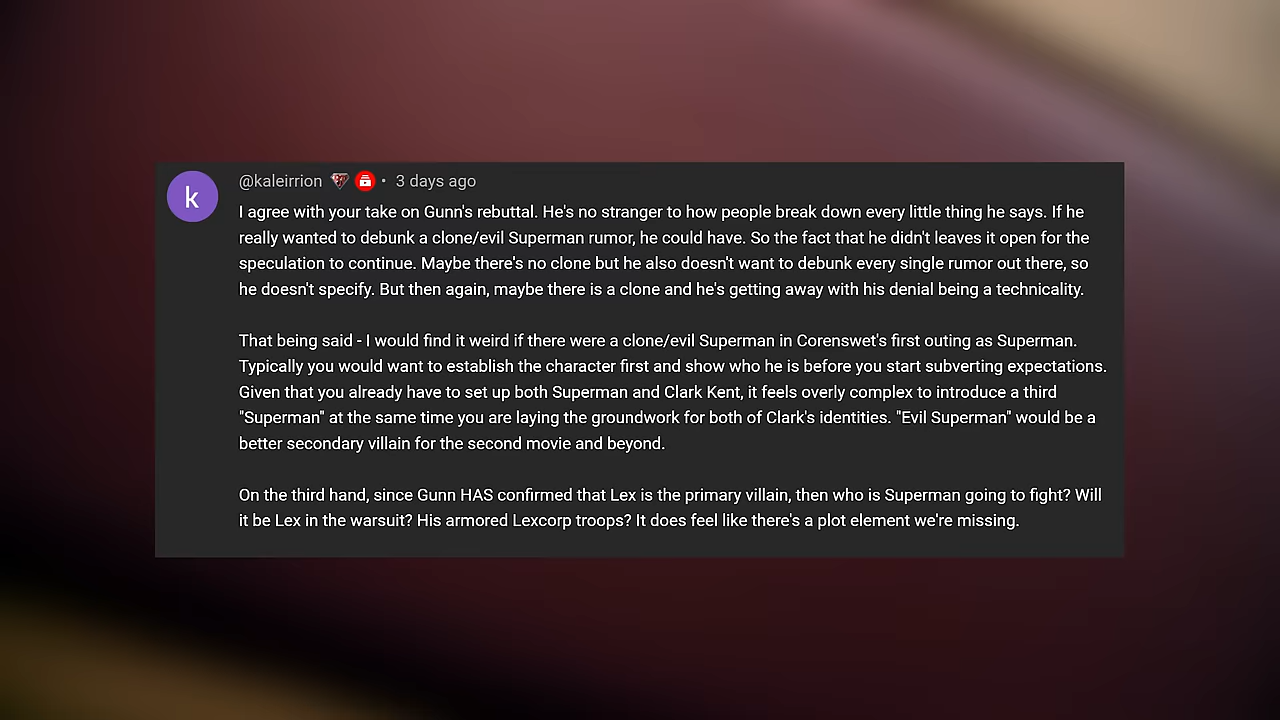 k
@kaleirrion • 3 days ago
I agree with your take on Gunn's rebuttal. He's no stranger to how people break down every little thing he says. If he
really wanted to debunk a clone/evil Superman rumor, he could have. So the fact that he didn't leaves it open for the
speculation to continue. Maybe there's no clone but he also doesn't want to debunk every single rumor out there, so
he doesn't specify. But then again, maybe there is a clone and he's getting away with his denial being a technicality.
That being said - I would find it weird if there were a clone/evil Superman in Corenswet's first outing as Superman.
Typically you would want to establish the character first and show who he is before you start subverting expectations.
Given that you already have to set up both Superman and Clark Kent, it feels overly complex to introduce a third
"Superman" at the same time you are laying the groundwork for both of Clark's identities. "Evil Superman" would be a
better secondary villain for the second movie and beyond.
On the third hand, since Gunn HAS confirmed that Lex is the primary villain, then who is Superman going to fight? Will
it be Lex in the warsuit? His armored Lexcorp troops? It does feel like there's a plot element we're missing.